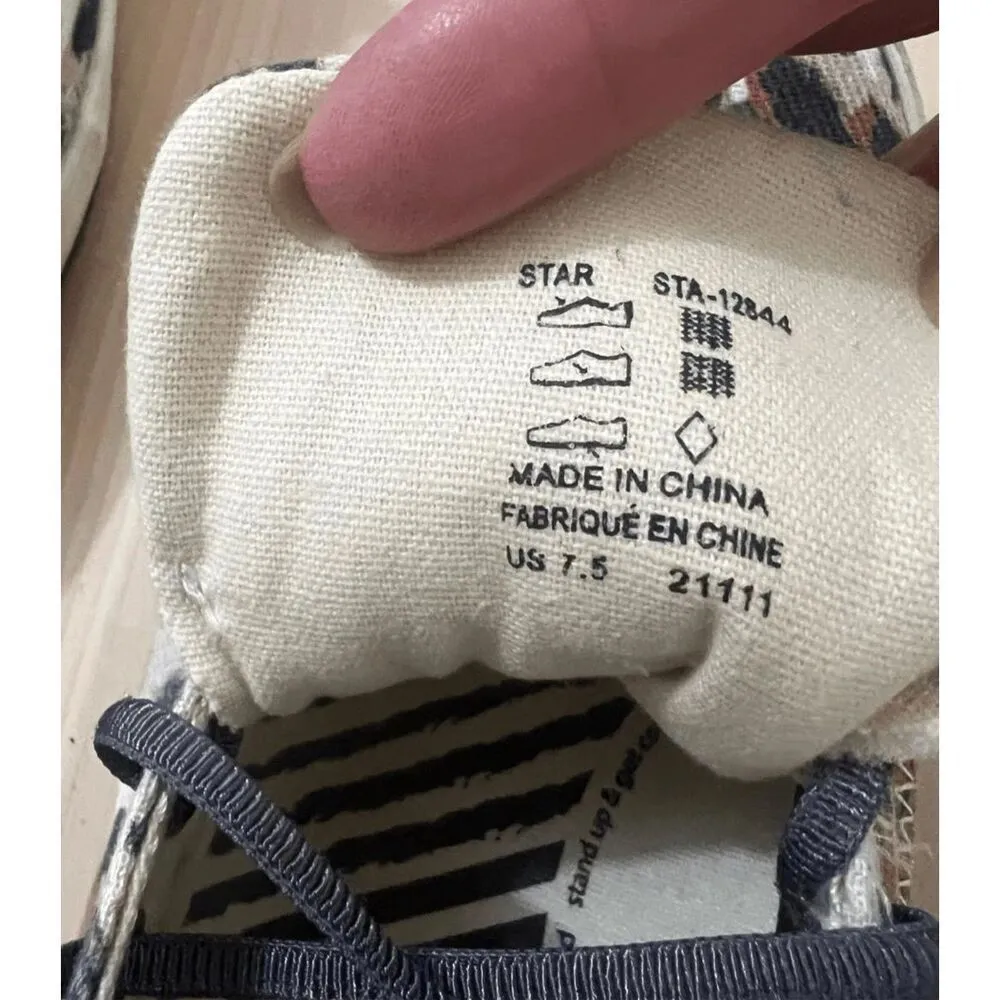 STAR STA-12844
MADE IN CHINA
FABRIQUÉ EN CHINE
US 7.5 21111
stand up & get